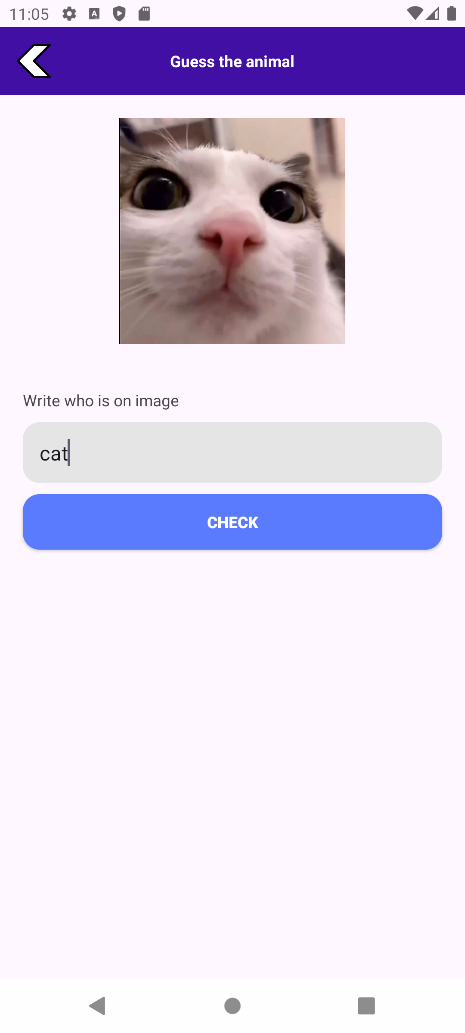 11:05
Guess the animal
Write who is on image
cat
CHECK